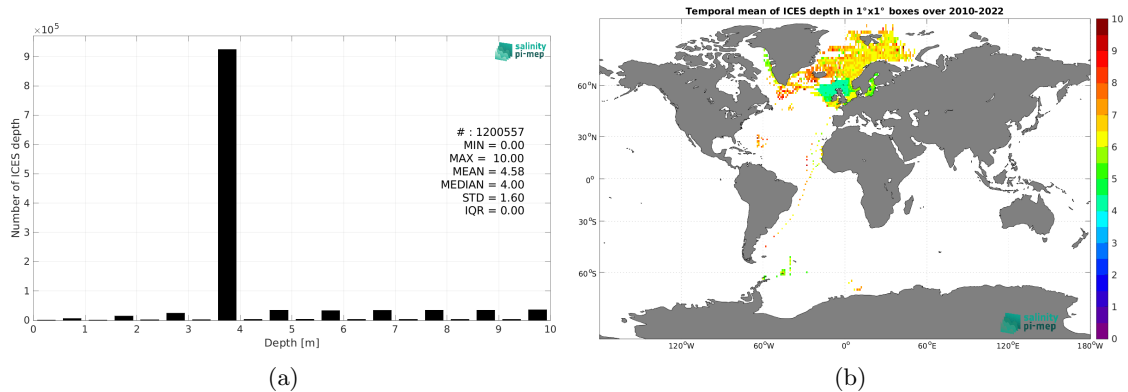 ×10⁵
9
8
7
6
5
4
3
2
1
0
Number of ICES depth
salinity
pi-mep
# : 1200557
MIN = 0.00
MAX = 10.00
MEAN = 4.58
MEDIAN = 4.00
STD = 1.60
IQR = 0.00
0 1 2 3 4 5 6 7 8 9 10
Depth [m]
(a)
Temporal mean of ICES depth in 1°x1° boxes over 2010-2022
60°N
30°N
0°
30°S
60°S
120°W 60°W 0° 60°E 120°E 180°W
salinity
pi-mep
10
9
8
7
6
5
4
3
2
1
0
(b)